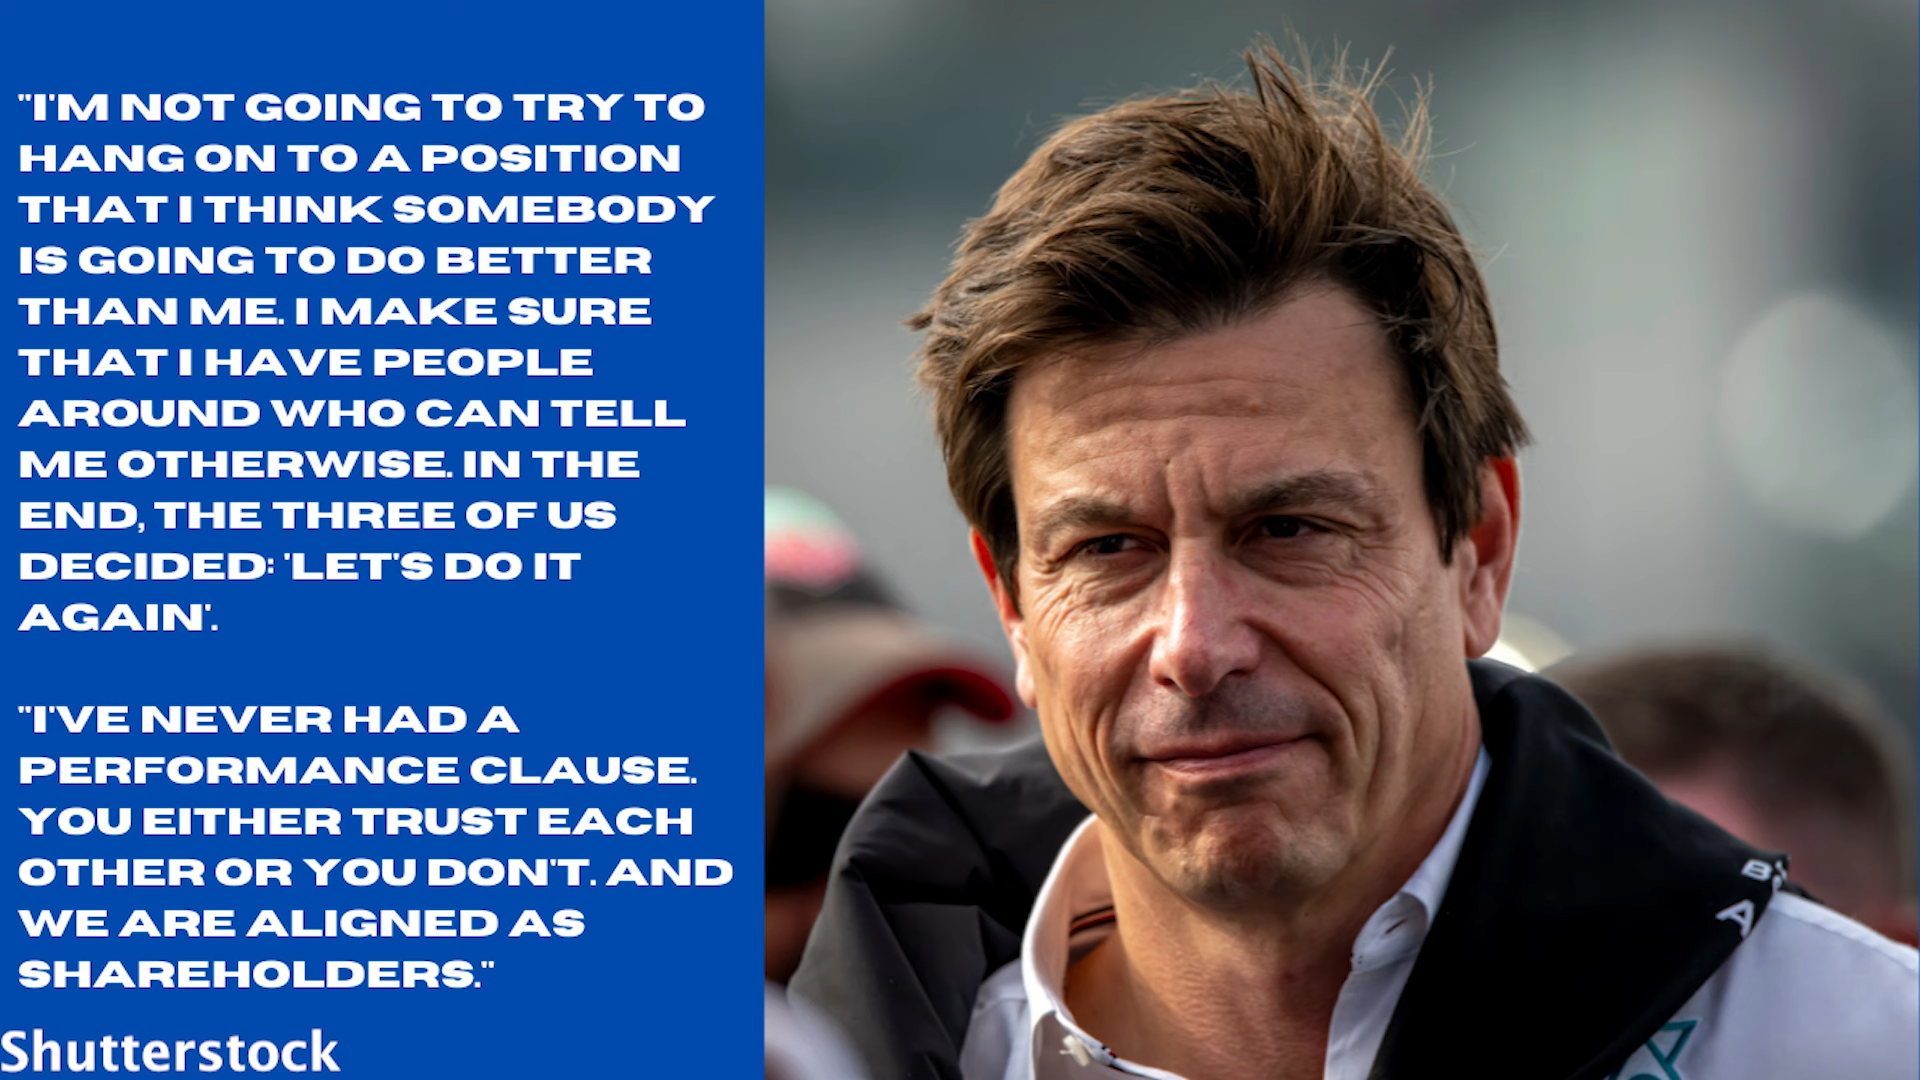 "I'M NOT GOING TO TRY TO
HANG ON TO A POSITION
THAT I THINK SOMEBODY
IS GOING TO DO BETTER
THAN ME. I MAKE SURE
THAT I HAVE PEOPLE
AROUND WHO CAN TELL
ME OTHERWISE. IN THE
END, THE THREE OF US
DECIDED: 'LET'S DO IT
AGAIN'.
"I'VE NEVER HAD A
PERFORMANCE CLAUSE.
YOU EITHER TRUST EACH
OTHER OR YOU DON'T. AND
WE ARE ALIGNED AS
SHAREHOLDERS."
Shutterstock